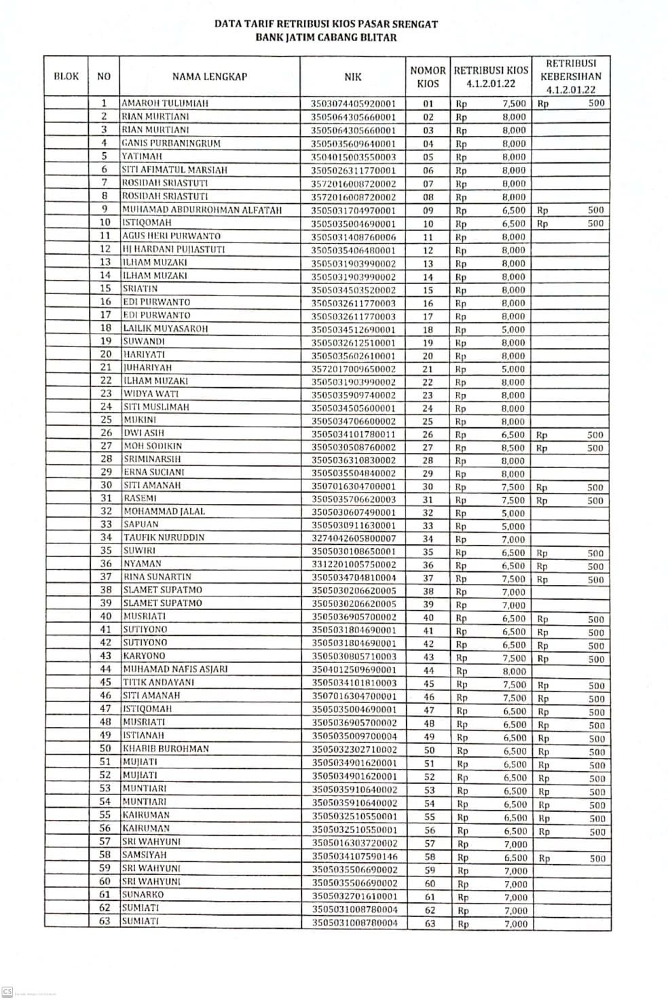 DATA TARIF RETRIBUSI KIOS PASAR SRENGAT
BANK JATIM CABANG BLITAR
BLOK NO NAMA LENGKAP NIK NOMOR KIOS RETRIBUSI KIOS 4.1.2.01.22 RETRIBUSI KEBERSIHAN 4.1.2.01.22
1 AMAROH TULUMIAH 3503074405920001 01 Rp 7,500 Rp 500
2 RIAN MURTIANI 3505064305660001 02 Rp 8,000
3 RIAN MURTIANI 3505064305660001 03 Rp 8,000
4 GANIS PURBANINGRUM 3505035609640001 04 Rp 8,000
5 YATIMAH 3504015003550003 05 Rp 8,000
6 SITI AFIMATUL MARSIAH 3505026311770001 06 Rp 8,000
7 ROSIDAH SRIASTUTI 3572016008720002 07 Rp 8,000
8 ROSIDAH SRIASTUTI 3572016008720002 08 Rp 8,000
9 MUHAMAD ABDURROHMAN ALFATAH 3505031704970001 09 Rp 6,500 Rp 500
10 ISTIQOMAH 3505035004690001 10 Rp 6,500 Rp 500
11 AGUS HERI PURWANTO 3505031408760006 11 Rp 8,000
12 HJ HARDANI PUJIASTUTI 3505035406480001 12 Rp 8,000
13 ILHAM MUZAKI 3505031903990002 13 Rp 8,000
14 ILHAM MUZAKI 3505031903990002 14 Rp 8,000
15 SRIATIN 3505034503520002 15 Rp 8,000
16 EDI PURWANTO 3505032611770003 16 Rp 8,000
17 EDI PURWANTO 3505032611770003 17 Rp 8,000
18 LAILIK MUYASAROH 3505034512690001 18 Rp 5,000
19 SUWANDI 3505032612510001 19 Rp 8,000
20 HARIYATI 3505035602610001 20 Rp 8,000
21 JUHARIYAH 3572017009650002 21 Rp 5,000
22 ILHAM MUZAKI 3505031903990002 22 Rp 8,000
23 WIDYA WATI 3505035909740002 23 Rp 8,000
24 SITI MUSLIMAH 3505034505600001 24 Rp 8,000
25 MUKINI 3505034706600002 25 Rp 8,000
26 DWI ASIH 3505034101780011 26 Rp 6,500 Rp 500
27 MOH SODIKIN 3505030508760002 27 Rp 8,500 Rp 500
28 SRIMINARSIH 3505036310830002 28 Rp 8,000
29 ERNA SUCIANI 3505035504840002 29 Rp 8,000
30 SITI AMANAH 3507016304700001 30 Rp 7,500 Rp 500
31 RASEMI 3505035706620003 31 Rp 7,500 Rp 500
32 MOHAMMAD JALAL 3505030607490001 32 Rp 5,000
33 SAPUAN 3505030911630001 33 Rp 5,000
34 TAUFIK NURUDDIN 3274042605800007 34 Rp 7,000
35 SUWIRI 3505030108650001 35 Rp 6,500 Rp 500
36 NYAMAN 3312201005750002 36 Rp 6,500 Rp 500
37 RINA SUNARTIN 3505034704810004 37 Rp 7,500 Rp 500
38 SLAMET SUPATMO 3505030206620005 38 Rp 7,000
39 SLAMET SUPATMO 3505030206620005 39 Rp 7,000
40 MUSRIATI 3505036905700002 40 Rp 6,500 Rp 500
41 SUTIYONO 3505031804690001 41 Rp 6,500 Rp 500
42 SUTIYONO 3505031804690001 42 Rp 6,500 Rp 500
43 KARYONO 3505030805710003 43 Rp 7,500 Rp 500
44 MUHAMAD NAFIS ASJARI 3504012509690001 44 Rp 8,000
45 TITIK ANDAYANI 3505034101810003 45 Rp 7,500 Rp 500
46 SITI AMANAH 3507016304700001 46 Rp 7,500 Rp 500
47 ISTIQOMAH 3505035004690001 47 Rp 6,500 Rp 500
48 MUSRIATI 3505036905700002 48 Rp 6,500 Rp 500
49 ISTIANAH 3505035009700004 49 Rp 6,500 Rp 500
50 KHABIB BUROHMAN 3505032302710002 50 Rp 6,500 Rp 500
51 MUJIATI 3505034901620001 51 Rp 6,500 Rp 500
52 MUJIATI 3505034901620001 52 Rp 6,500 Rp 500
53 MUNTIARI 3505035910640002 53 Rp 6,500 Rp 500
54 MUNTIARI 3505035910640002 54 Rp 6,500 Rp 500
55 KAIRUMAN 3505032510550001 55 Rp 6,500 Rp 500
56 KAIRUMAN 3505032510550001 56 Rp 6,500 Rp 500
57 SRI WAHYUNI 3505016303720002 57 Rp 7,000
58 SAMSIYAH 3505034107590146 58 Rp 6,500 Rp 500
59 SRI WAHYUNI 3505035506690002 59 Rp 7,000
60 SRI WAHYUNI 3505035506690002 60 Rp 7,000
61 SUNARKO 3505032701610001 61 Rp 7,000
62 SUMIATI 3505031008780004 62 Rp 7,000
63 SUMIATI 3505031008780004 63 Rp 7,000
CS